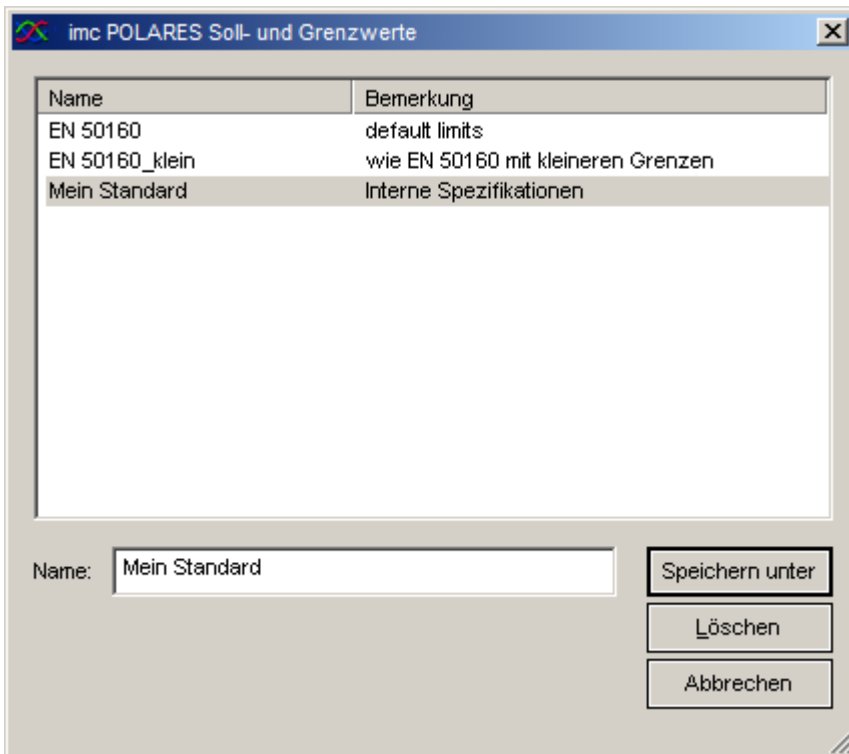 imc POLARES Soll- und Grenzwerte
Name Bemerkung
EN 50160 default limits
EN 50160_klein wie EN 50160 mit kleineren Grenzen
Mein Standard Interne Spezifikationen
Name: Mein Standard
Speichern unter
Löschen
Abbrechen